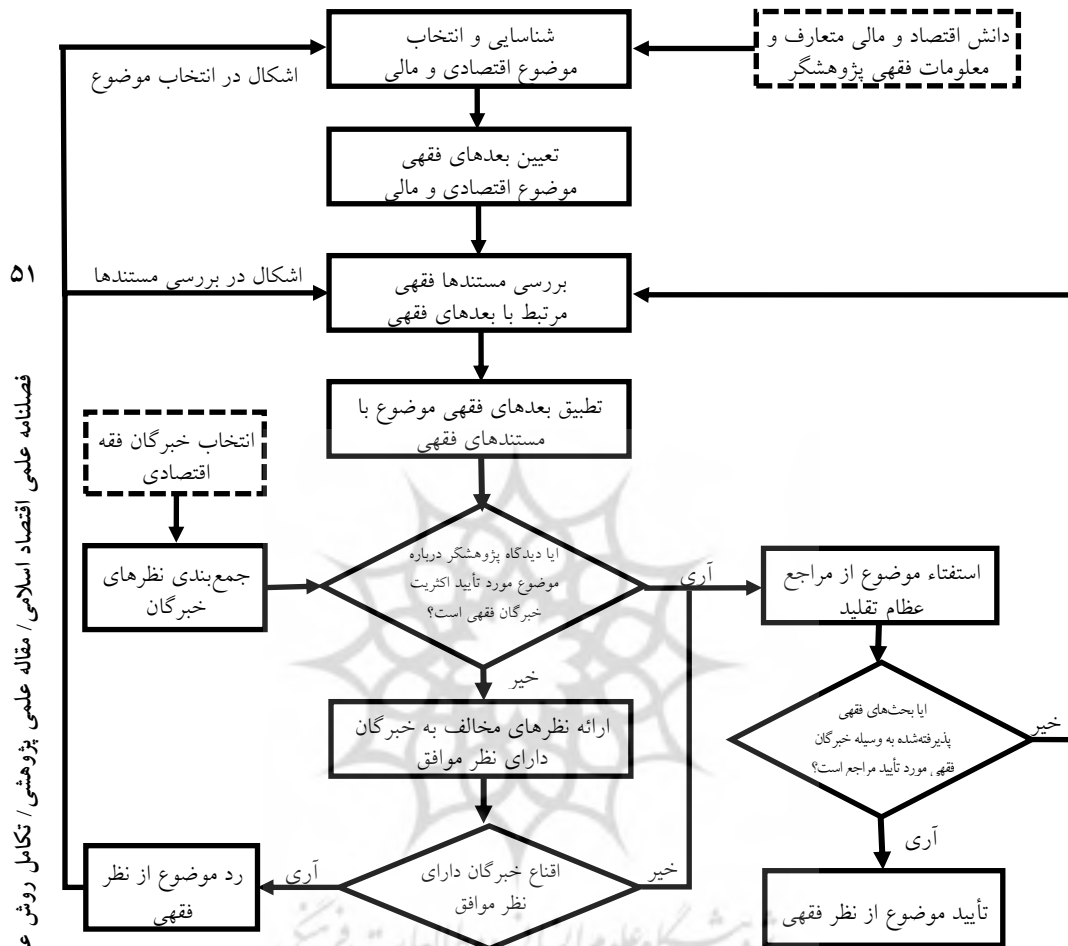 دانش اقتصاد و مالی متعارف و
معلومات فقهی پژوهشگر
شناسایی و انتخاب
موضوع اقتصادی و مالی
اشکال در انتخاب موضوع
تعیین بعدهای فقهی
موضوع اقتصادی و مالی
بررسی مستندها فقهی
مرتبط با بعدهای فقهی
اشکال در بررسی مستندها
۵۱
تطبیق بعدهای فقهی موضوع با
مستندهای فقهی
انتخاب خبرگان فقه
اقتصادی
جمع‌بندی نظرهای
خبرگان
ایا دیدگاه پژوهشگر درباره
موضوع مورد تأیید اکثریت
خبرگان فقهی است؟
آری
استفتاء موضوع از مراجع
عظام تقلید
خیر
ارائه نظرهای مخالف به خبرگان
دارای نظر موافق
ایا بحث‌های فقهی
پذیرفته‌شده به وسیله خبرگان
فقهی مورد تأیید مراجع است؟
خیر
آری
اقناع خبرگان دارای
نظر موافق
خیر
آری
رد موضوع از نظر
فقهی
تأیید موضوع از نظر فقهی
فصلنامه علمی اقتصاد اسلامی/ مقاله علمی پژوهشی/ تکامل روش